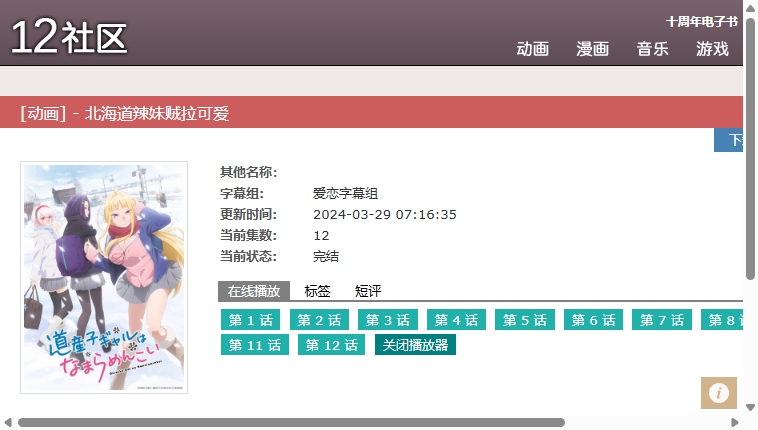 十周年电子书
12社区
动画 漫画 音乐 游戏
[动画] - 北海道辣妹贼拉可爱
其他名称:
字幕组: 爱恋字幕组
更新时间: 2024-03-29 07:16:35
当前集数: 12
当前状态: 完结
在线播放 标签 短评
第 1 话 第 2 话 第 3 话 第 4 话 第 5 话 第 6 话 第 7 话 第 8
第 11 话 第 12 话 关闭播放器
道産子ギャルは
なまらめんこい
i